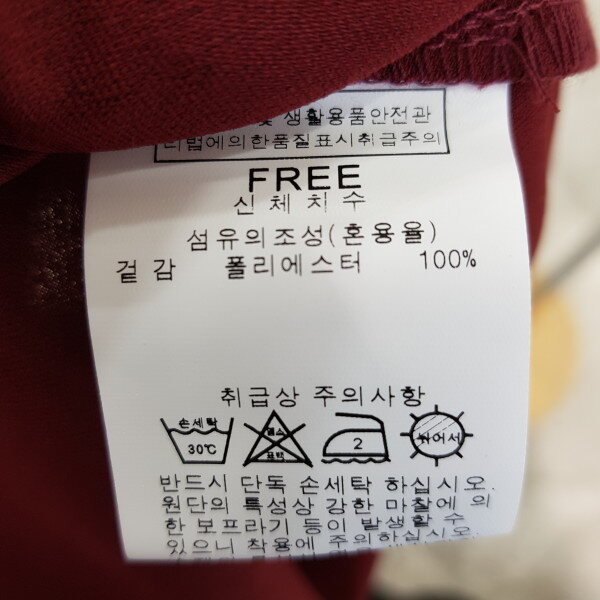 및 생활용품안전관
리법에의한품질표시취급주의
FREE
신체치수
섬유의조성(혼용율)
겉감 폴리에스터 100%
취급상 주의사항
손세탁 염소 표백
30℃ 2 뉘어서
반드시 단독 손세탁 하십시오.
원단의 특성상 강한 마찰에 의
한 보프라기 등이 발생할 수
있으니 착용에 주의하십시오.